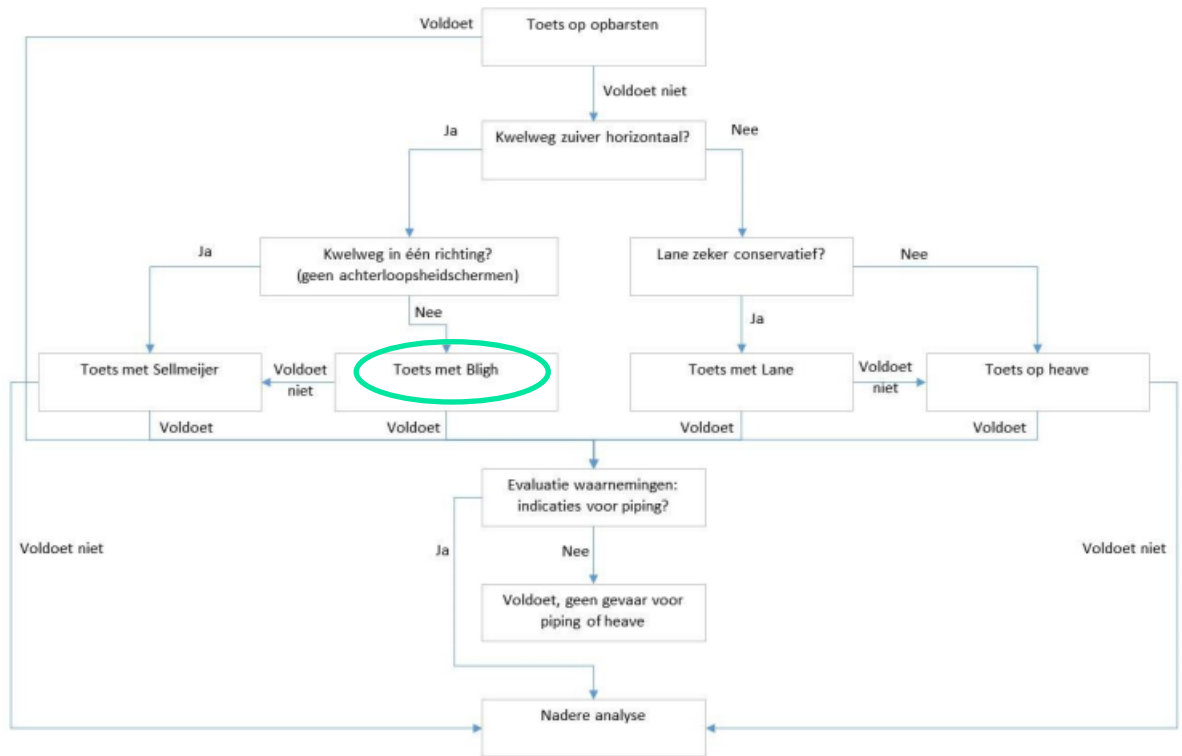 Voldoet
Toets op opbarsten
Voldoet niet
Ja
Kwelweg zuiver horizontaal?
Nee
Ja
Kwelweg in één richting?
(geen achterloopsheidschermen)
Lane zeker conservatief?
Nee
Nee
Ja
Toets met Sellmeijer
Voldoet
niet
Toets met Bligh
Toets met Lane
Voldoet
niet
Toets op heave
Voldoet
Voldoet
Voldoet
Voldoet
Evaluatie waarnemingen:
indicaties voor piping?
Voldoet niet
Ja
Nee
Voldoet niet
Voldoet, geen gevaar voor
piping of heave
Nadere analyse